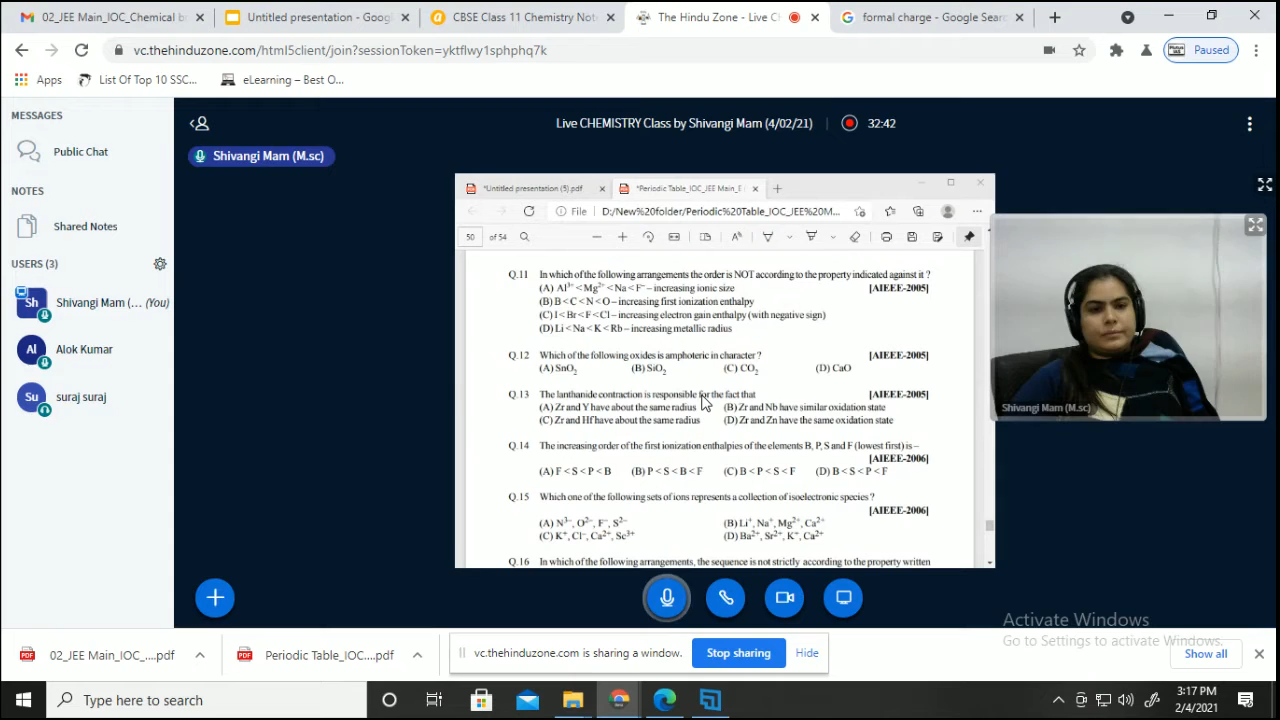 02_JEE Main_IOC_Chemical b
Untitled presentation - Goog
CBSE Class 11 Chemistry Note
The Hindu Zone - Live C
formal charge - Google Sear
vc.thehinduzone.com/html5client/join?sessionToken=yktflwy1sphphq7k
Paused
Apps
List Of Top 10 SSC...
eLearning – Best O...
MESSAGES
Public Chat
NOTES
Shared Notes
USERS (3)
Sh
Shivangi Mam (M... (You)
Al
Alok Kumar
Su
suraj suraj
Live CHEMISTRY Class by Shivangi Mam (4/02/21)
32:42
Shivangi Mam (M.sc)
*Untitled presentation (5).pdf
*Periodic Table_IOC_JEE Main_E
File
D:/New%20folder/Periodic%20Table_IOC_JEE%20M...
50 of 54
Q.11 In which of the following arrangements the order is NOT according to the property indicated against it ?
(A) Al³⁺ < Mg²⁺ < Na < F⁻ – increasing ionic size [AIEEE-2005]
(B) B < C < N < O – increasing first ionization enthalpy
(C) I < Br < F < Cl – increasing electron gain enthalpy (with negative sign)
(D) Li < Na < K < Rb – increasing metallic radius
Q.12 Which of the following oxides is amphoteric in character ? [AIEEE-2005]
(A) SnO₂ (B) SiO₂ (C) CO₂ (D) CaO
Q.13 The lanthanide contraction is responsible for the fact that [AIEEE-2005]
(A) Zr and Y have about the same radius (B) Zr and Nb have similar oxidation state
(C) Zr and Hf have about the same radius (D) Zr and Zn have the same oxidation state
Q.14 The increasing order of the first ionization enthalpies of the elements B, P, S and F (lowest first) is –
[AIEEE-2006]
(A) F < S < P < B (B) P < S < B < F (C) B < P < S < F (D) B < S < P < F
Q.15 Which one of the following sets of ions represents a collection of isoelectronic species ?
[AIEEE-2006]
(A) N³⁻, O²⁻, F⁻, S²⁻ (B) Li⁺, Na⁺, Mg²⁺, Ca²⁺
(C) K⁺, Cl⁻, Ca²⁺, Sc³⁺ (D) Ba²⁺, Sr²⁺, K⁺, Ca²⁺
Q.16 In which of the following arrangements, the sequence is not strictly according to the property written
Shivangi Mam (M.sc)
Activate Windows
Go to Settings to activate Windows.
02_JEE Main_IOC_....pdf
Periodic Table_IOC....pdf
vc.thehinduzone.com is sharing a window.
Stop sharing
Hide
Show all
Type here to search
3:17 PM
2/4/2021